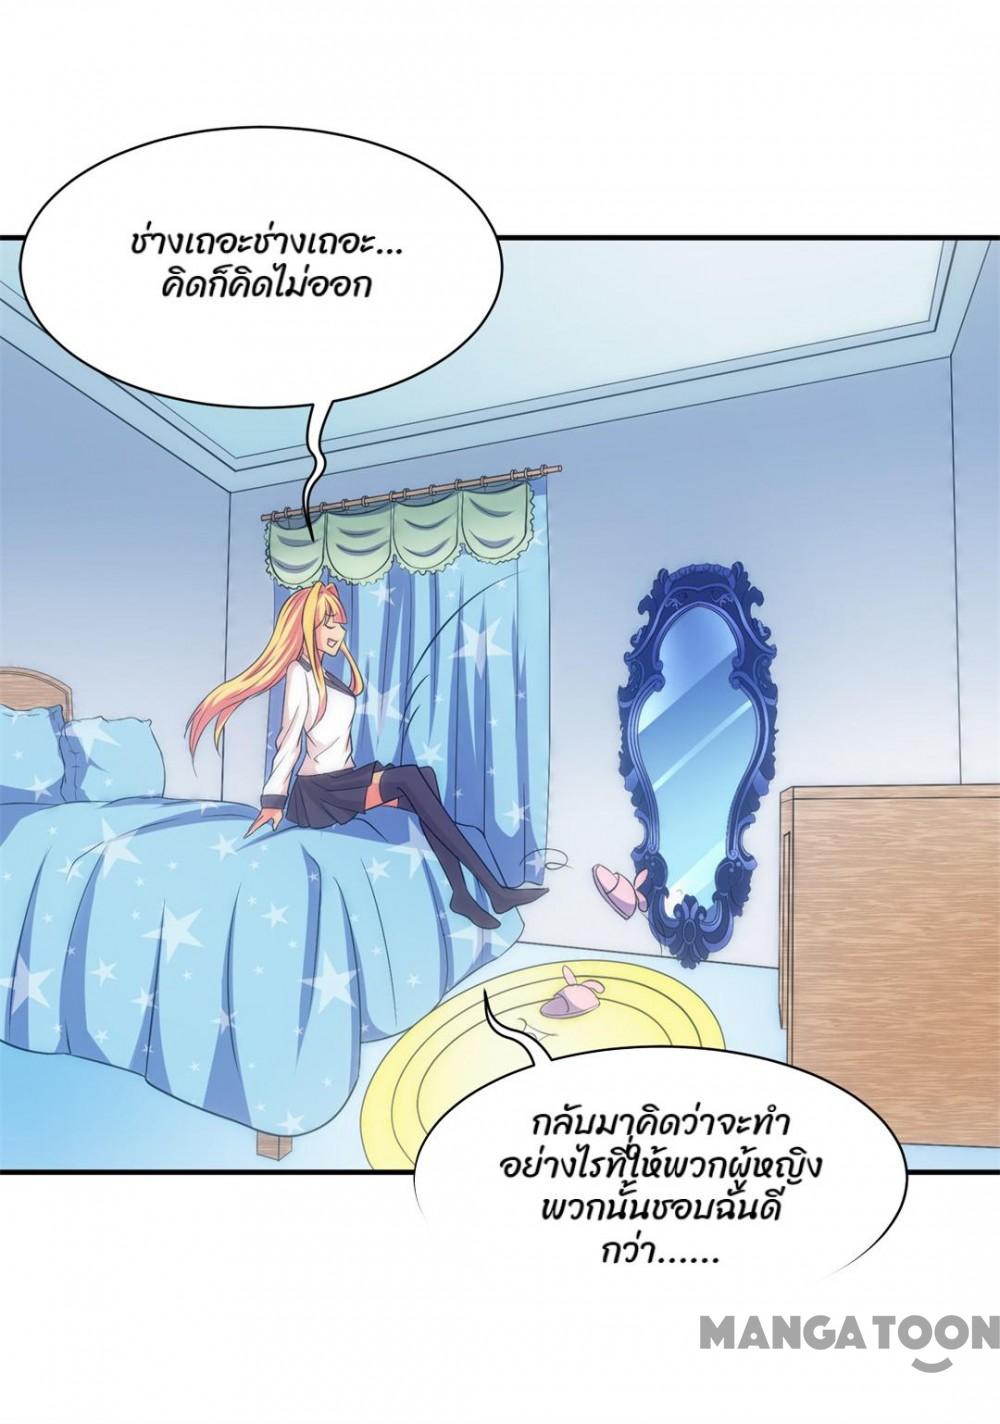 ช่างเถอะช่างเถอะ...
คิดก็คิดไม่ออก
กลับมาคิดว่าจะทำ
อย่างไรที่ให้พวกผู้หญิง
พวกนั้นชอบฉันดี
กว่า......
MANGATOON